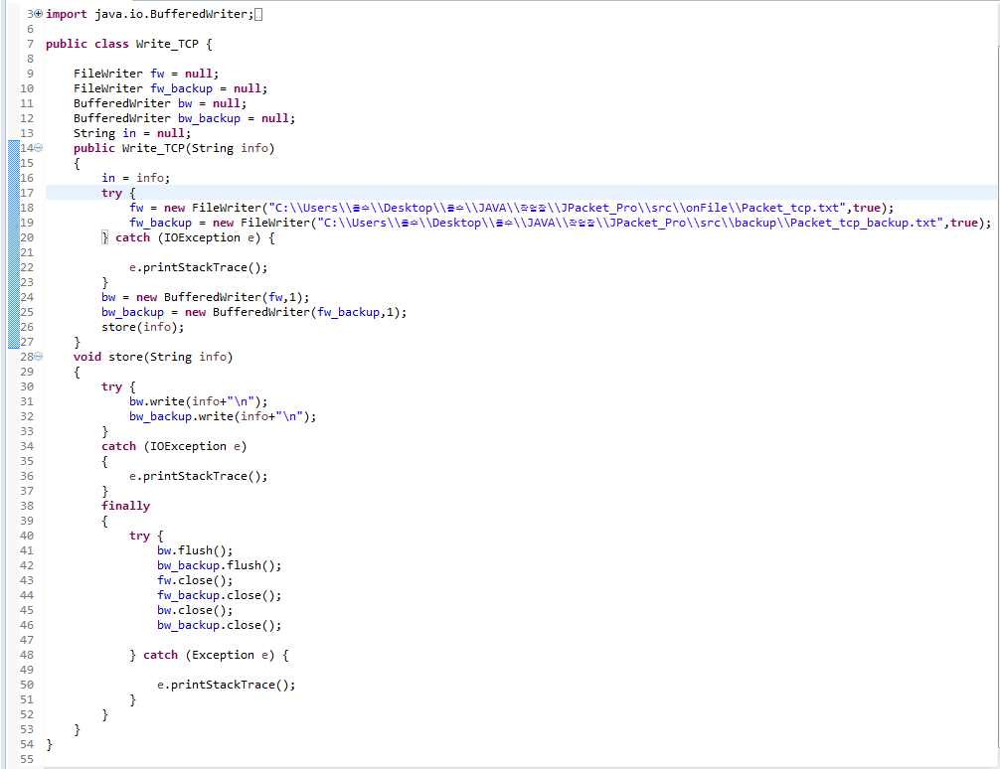 3 import java.io.BufferedWriter;
6
7 public class Write_TCP {
8
9 FileWriter fw = null;
10 FileWriter fw_backup = null;
11 BufferedWriter bw = null;
12 BufferedWriter bw_backup = null;
13 String in = null;
14 public Write_TCP(String info)
15 {
16 in = info;
17 try {
18 fw = new FileWriter("C:\\Users\\\\Desktop\\\\JAVA\\작업장\\JPacket_Pro\\src\\onFile\\Packet_tcp.txt",true);
19 fw_backup = new FileWriter("C:\\Users\\\\Desktop\\\\JAVA\\작업장\\JPacket_Pro\\src\\backup\\Packet_tcp_backup.txt",true);
20 } catch (IOException e) {
21
22 e.printStackTrace();
23 }
24 bw = new BufferedWriter(fw,1);
25 bw_backup = new BufferedWriter(fw_backup,1);
26 store(info);
27 }
28 void store(String info)
29 {
30 try {
31 bw.write(info+"\n");
32 bw_backup.write(info+"\n");
33 }
34 catch (IOException e)
35 {
36 e.printStackTrace();
37 }
38 finally
39 {
40 try {
41 bw.flush();
42 bw_backup.flush();
43 fw.close();
44 fw_backup.close();
45 bw.close();
46 bw_backup.close();
47
48 } catch (Exception e) {
49
50 e.printStackTrace();
51 }
52 }
53 }
54 }
55